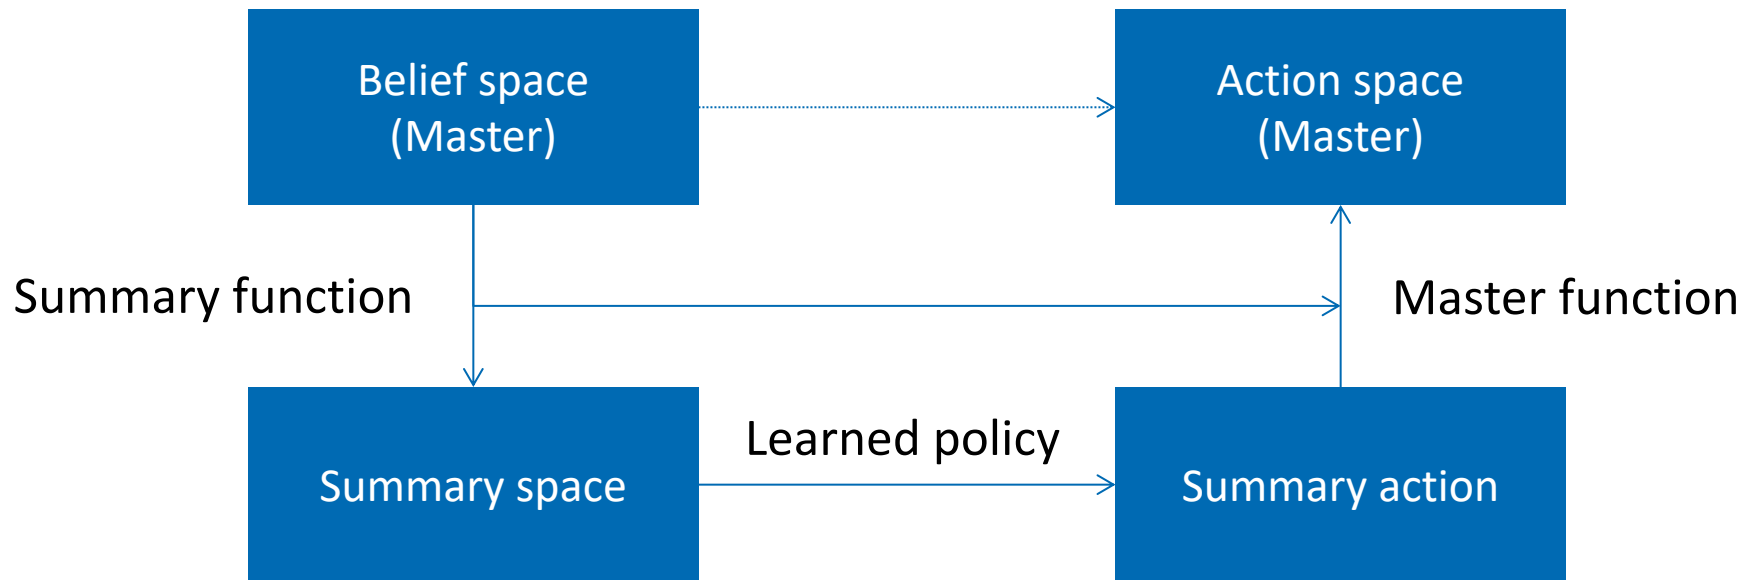 Belief space
(Master)
Action space
(Master)
Summary function
Master function
Learned policy
Summary space
Summary action